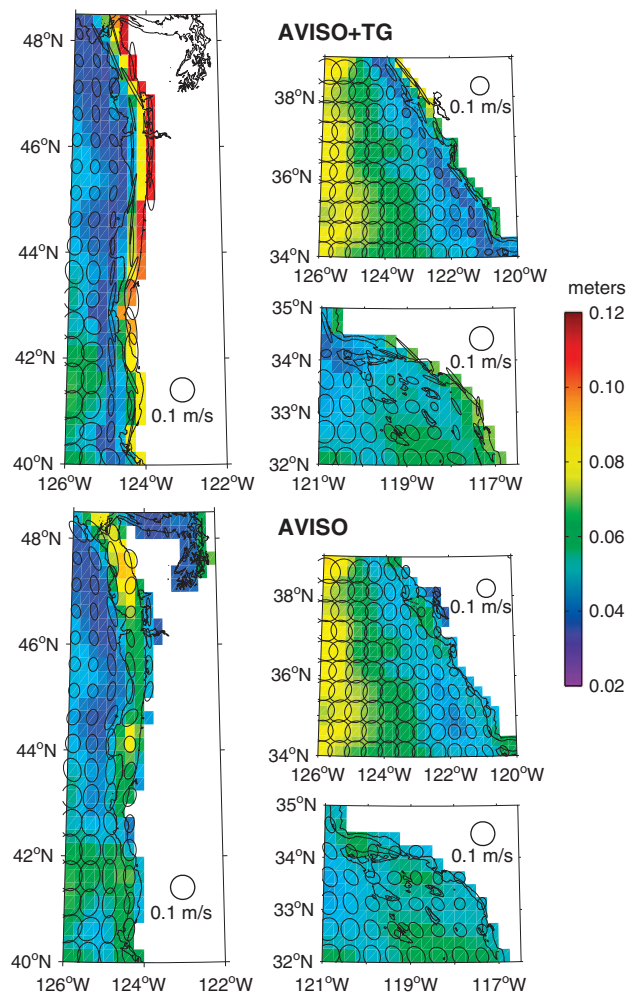 AVISO+TG
48°N
46°N
44°N
42°N
40°N
0.1 m/s
126°W 124°W 122°W
38°N
36°N
34°N
0.1 m/s
126°W 124°W 122°W 120°W
35°N
34°N
33°N
32°N
0.1 m/s
121°W 119°W 117°W
meters
0.12
0.10
0.08
0.06
0.04
0.02
AVISO
48°N
46°N
44°N
42°N
40°N
0.1 m/s
126°W 124°W 122°W
38°N
36°N
34°N
0.1 m/s
126°W 124°W 122°W 120°W
35°N
34°N
33°N
32°N
0.1 m/s
121°W 119°W 117°W